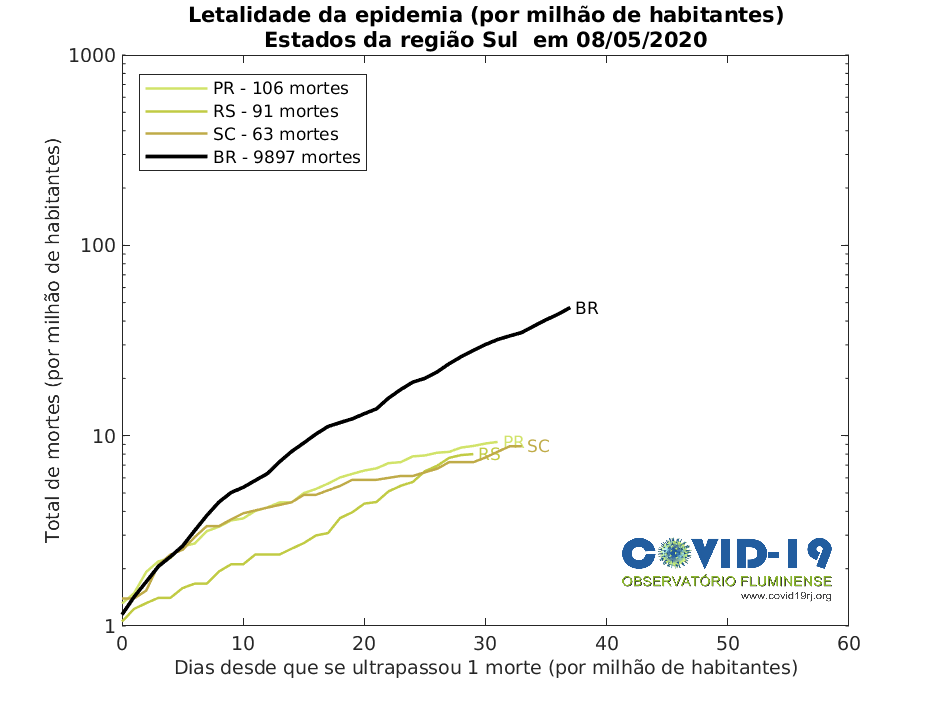 Letalidade da epidemia (por milhão de habitantes)
Estados da região Sul  em 08/05/2020
1000
100
10
1
Total de mortes (por milhão de habitantes)
PR - 106 mortes
RS - 91 mortes
SC - 63 mortes
BR - 9897 mortes
BR
PR
SC
RS
COVID-19
OBSERVATÓRIO FLUMINENSE
www.covid19rj.org
0 10 20 30 40 50 60
Dias desde que se ultrapassou 1 morte (por milhão de habitantes)